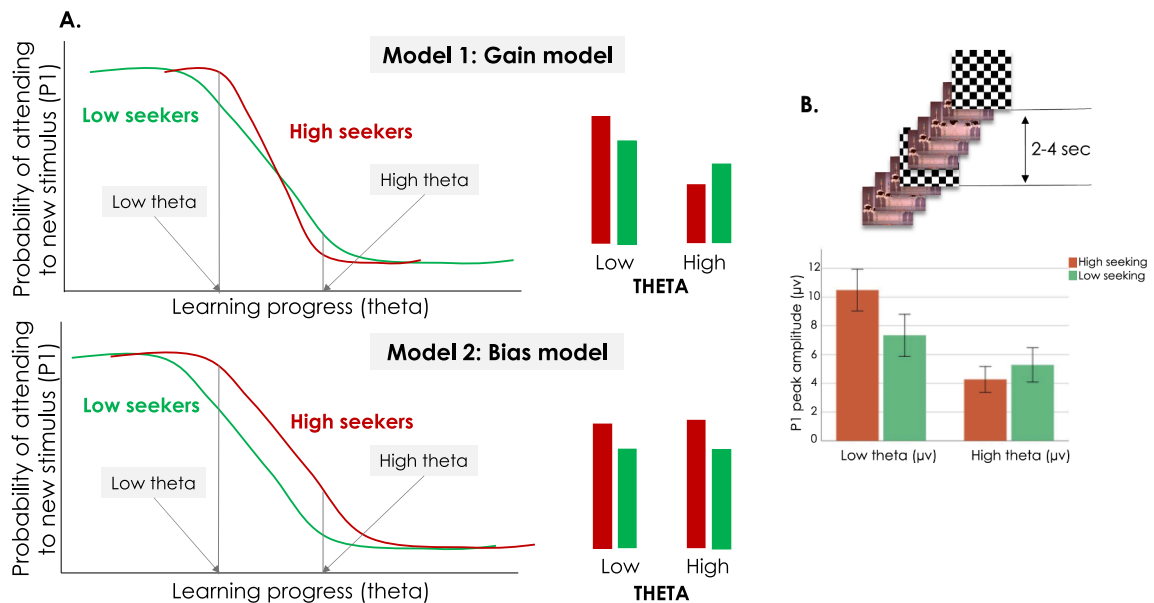 A.
Model 1: Gain model
Probability of attending
to new stimulus (P1)
Low seekers
High seekers
Low theta
High theta
Learning progress (theta)
Low
High
THETA
Model 2: Bias model
Probability of attending
to new stimulus (P1)
Low seekers
High seekers
Low theta
High theta
Learning progress (theta)
Low
High
THETA
B.
2-4 sec
High seeking
Low seeking
P1 peak amplitude (μv)
12
10
8
6
4
2
0
Low theta (μv)
High theta (μv)